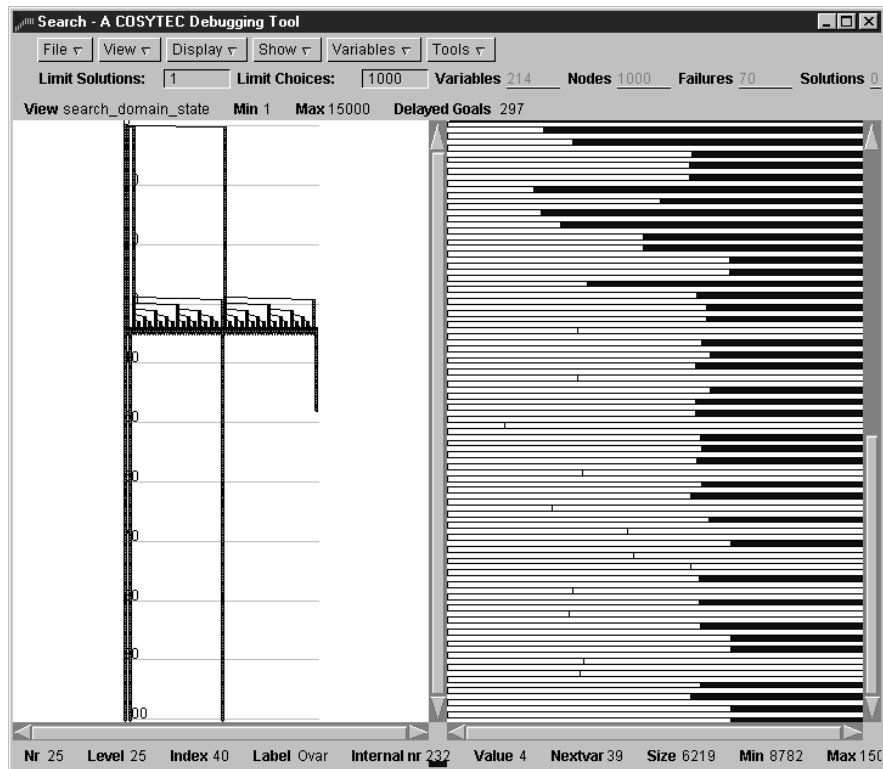 Search - A COSYTEC Debugging Tool
File View Display Show Variables Tools
Limit Solutions: 1 Limit Choices: 1000 Variables 214 Nodes 1000 Failures 70 Solutions 0
View search_domain_state Min 1 Max 15000 Delayed Goals 297
Nr 25 Level 25 Index 40 Label Ovar Internal nr 232 Value 4 Nextvar 39 Size 6219 Min 8782 Max 150